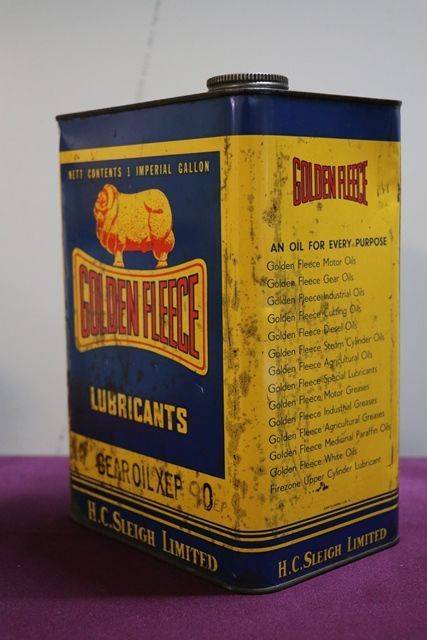 NETT CONTENTS 1 IMPERIAL GALLON
GOLDEN FLEECE
LUBRICANTS
GEAR OIL XEP 90
H.C. SLEIGH LIMITED
GOLDEN FLEECE
AN OIL FOR EVERY PURPOSE
Golden Fleece Motor Oils
Golden Fleece Gear Oils
Golden Fleece Industrial Oils
Golden Fleece Cutting Oils
Golden Fleece Diesel Oils
Golden Fleece Steam Cylinder Oils
Golden Fleece Agricultural Oils
Golden Fleece Special Lubricants
Golden Fleece Motor Greases
Golden Fleece Industrial Greases
Golden Fleece Agricultural Greases
Golden Fleece Medicinal Paraffin Oils
Golden Fleece White Oils
Firezone Upper Cylinder Lubricant
H.C. SLEIGH LIMITED